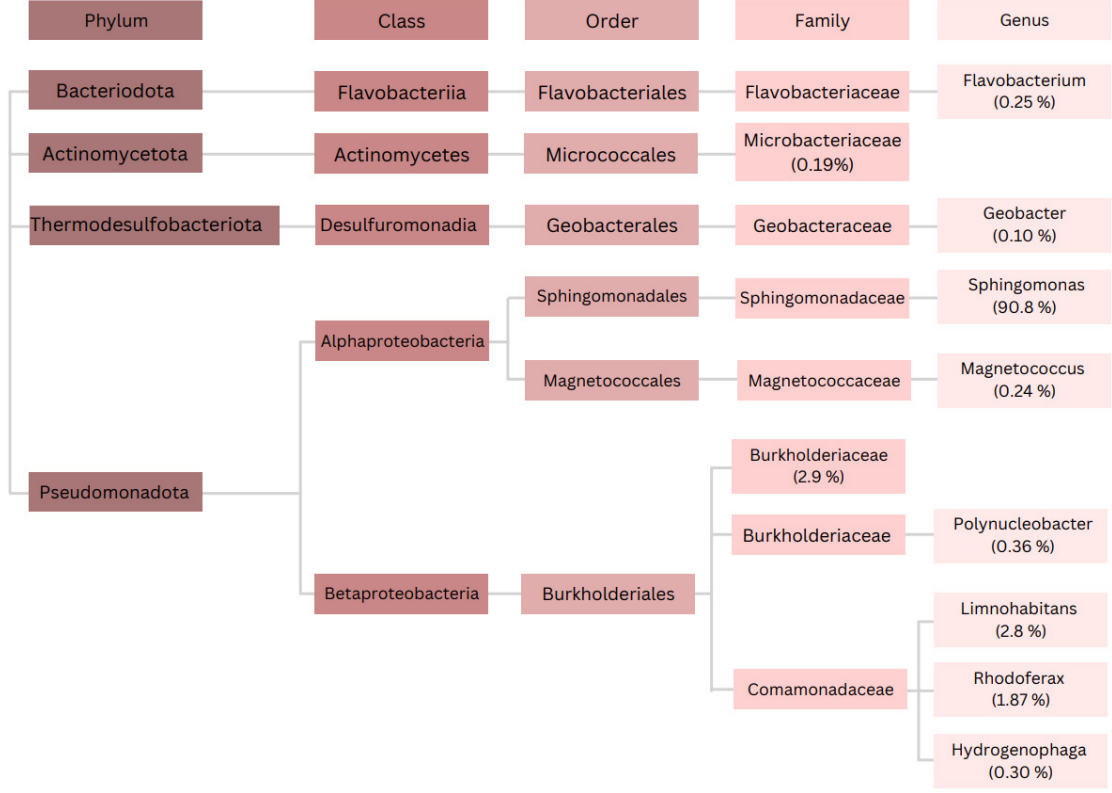 Phylum
Class
Order
Family
Genus
Bacteriodota
Flavobacteriia
Flavobacteriales
Flavobacteriaceae
Flavobacterium
(0.25 %)
Actinomycetota
Actinomycetes
Micrococcales
Microbacteriaceae
(0.19%)
Thermodesulfobacteriota
Desulfuromonadia
Geobacterales
Geobacteraceae
Geobacter
(0.10 %)
Pseudomonadota
Alphaproteobacteria
Sphingomonadales
Sphingomonadaceae
Sphingomonas
(90.8 %)
Magnetococcales
Magnetococcaceae
Magnetococcus
(0.24 %)
Betaproteobacteria
Burkholderiales
Burkholderiaceae
(2.9 %)
Burkholderiaceae
Polynucleobacter
(0.36 %)
Comamonadaceae
Limnohabitans
(2.8 %)
Rhodoferax
(1.87 %)
Hydrogenophaga
(0.30 %)